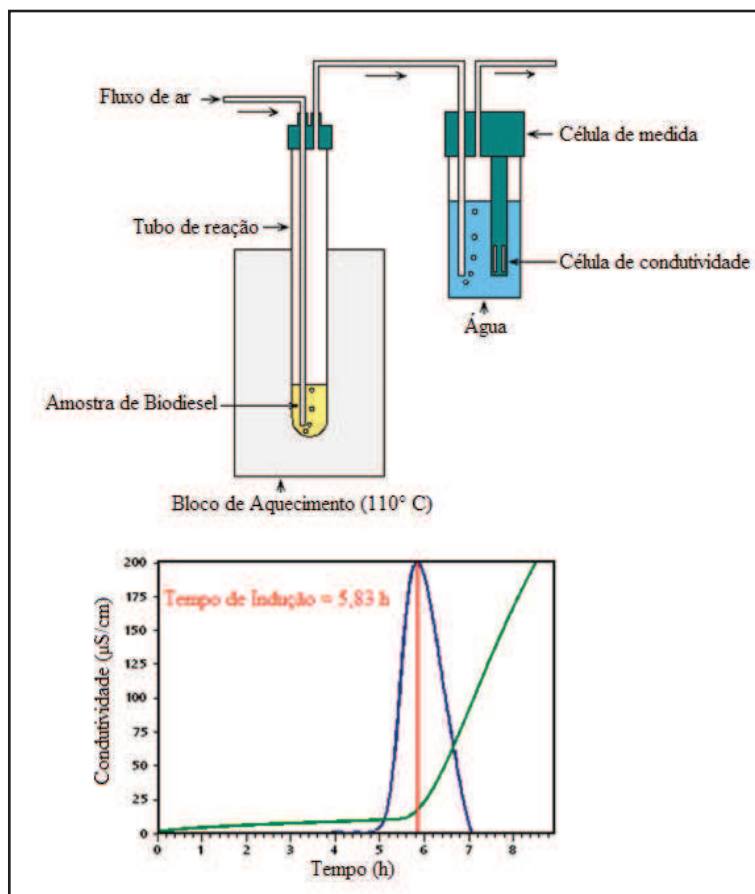 Fluxo de ar
Célula de medida
Tubo de reação
Célula de condutividade
Água
Amostra de Biodiesel
Bloco de Aquecimento (110° C)
200
175
150
125
100
75
50
25
0
Condutividade (µS/cm)
Tempo de Indução = 5,83 h
0 1 2 3 4 5 6 7 8
Tempo (h)